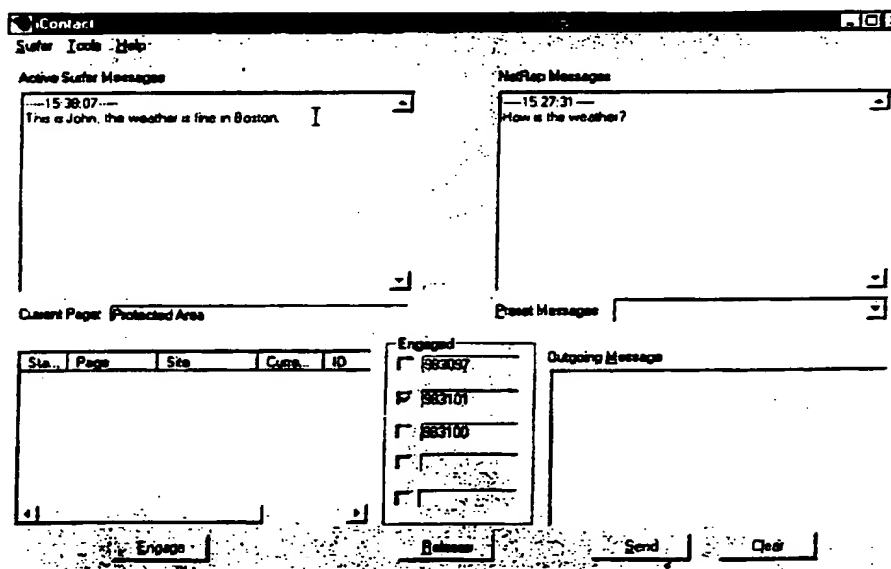 iContact
Surfer Tools Help
Active Surfer Messages
----15:38:07----
This is John, the weather is fine in Boston.
NetRep Messages
----15:27:31----
How is the weather?
Current Page: Protected Area
Preset Messages
Sta... Page Site Curre... ID
Engaged
983097
983101
983100
Outgoing Message
Engage
Release
Send
Clear